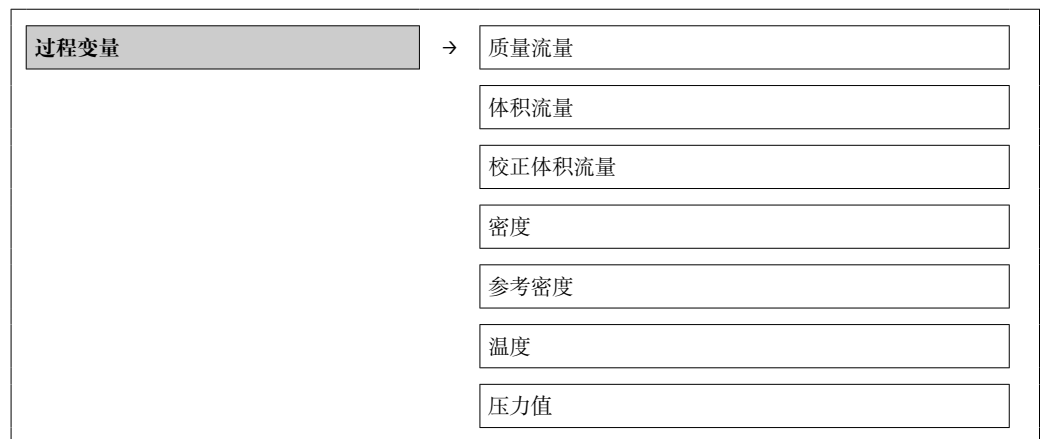 过程变量 → 质量流量
体积流量
校正体积流量
密度
参考密度
温度
压力值